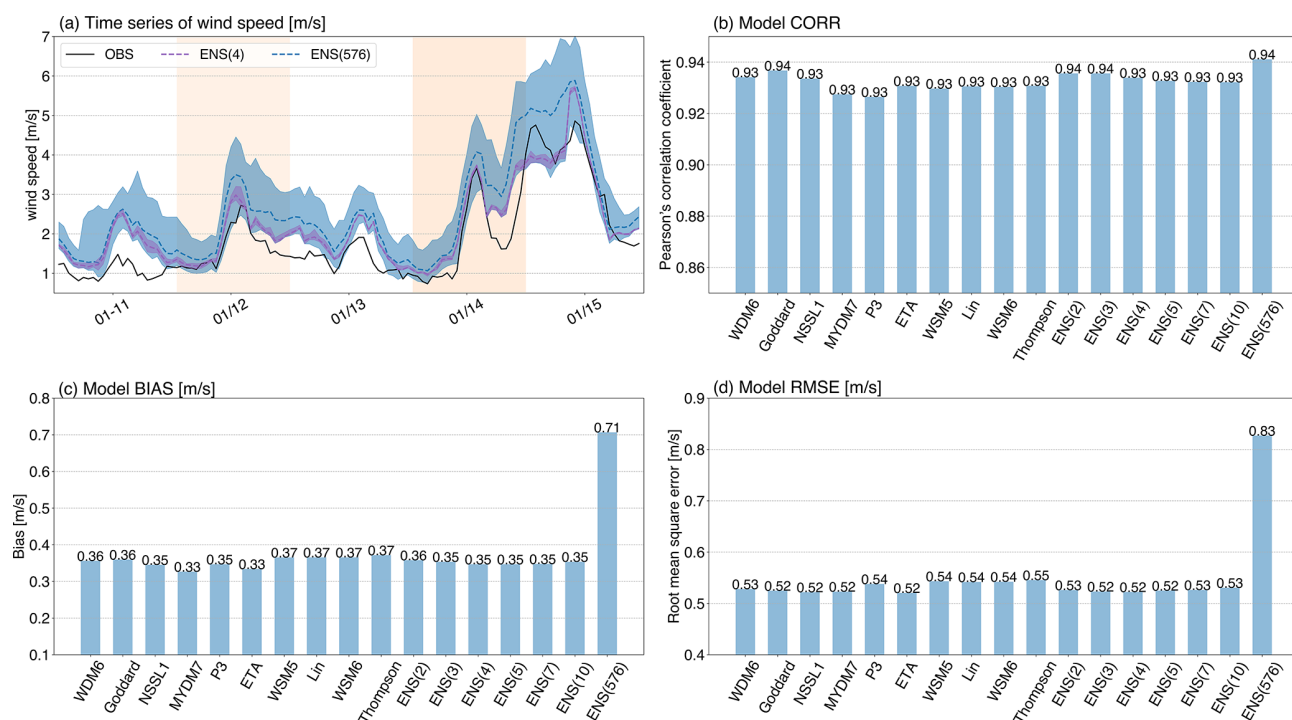 (a) Time series of wind speed [m/s]
OBS ENS(4) ENS(576)
wind speed [m/s]
7
6
5
4
3
2
1
01-11 01/12 01/13 01/14 01/15
(b) Model CORR
Pearson's correlation coefficient
0.94
0.92
0.90
0.88
0.86
0.93 0.94 0.93 0.93 0.93 0.93 0.93 0.93 0.93 0.93 0.94 0.94 0.93 0.93 0.93 0.93 0.94
WDM6 Goddard NSSL1 MYDM7 P3 ETA WSM5 Lin WSM6 Thompson ENS(2) ENS(3) ENS(4) ENS(5) ENS(7) ENS(10) ENS(576)
(c) Model BIAS [m/s]
Bias [m/s]
0.8
0.7
0.6
0.5
0.4
0.3
0.2
0.1
0.36 0.36 0.35 0.33 0.35 0.33 0.37 0.37 0.37 0.37 0.36 0.35 0.35 0.35 0.35 0.35 0.71
WDM6 Goddard NSSL1 MYDM7 P3 ETA WSM5 Lin WSM6 Thompson ENS(2) ENS(3) ENS(4) ENS(5) ENS(7) ENS(10) ENS(576)
(d) Model RMSE [m/s]
Root mean square error [m/s]
0.9
0.8
0.7
0.6
0.5
0.4
0.53 0.52 0.52 0.52 0.54 0.52 0.54 0.54 0.54 0.55 0.53 0.52 0.52 0.52 0.53 0.53 0.83
WDM6 Goddard NSSL1 MYDM7 P3 ETA WSM5 Lin WSM6 Thompson ENS(2) ENS(3) ENS(4) ENS(5) ENS(7) ENS(10) ENS(576)